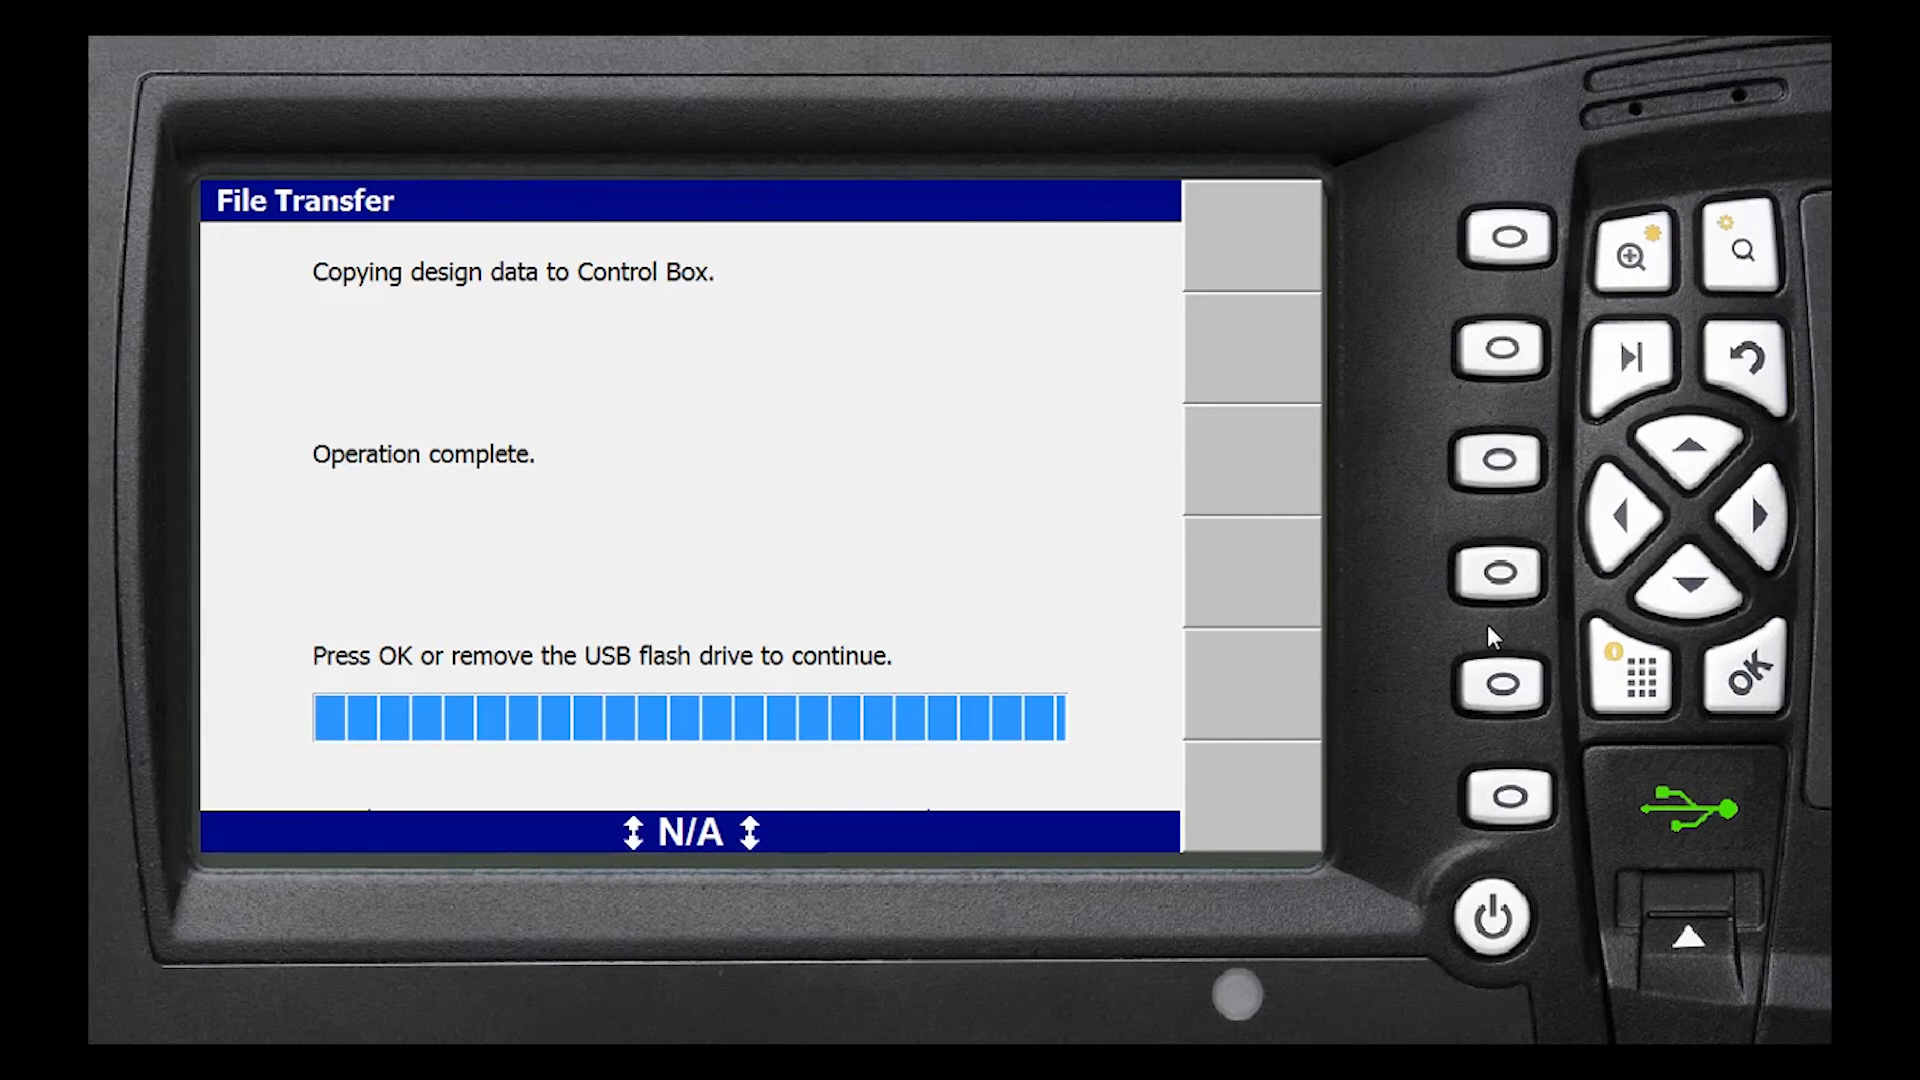 File Transfer
Copying design data to Control Box.
Operation complete.
Press OK or remove the USB flash drive to continue.
N/A
OK